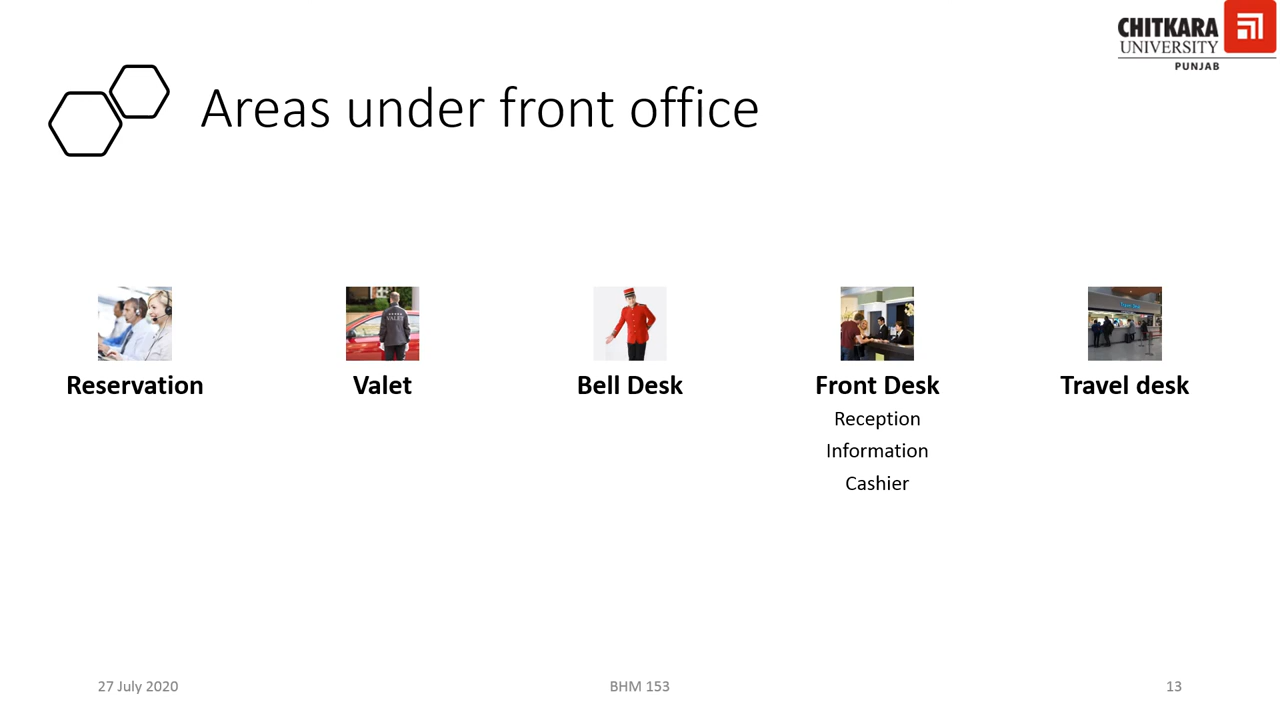 CHITKARA
UNIVERSITY
PUNJAB
Areas under front office
VALET
Reservation
Valet
Bell Desk
Front Desk
Reception
Information
Cashier
Travel desk
27 July 2020
BHM 153
13